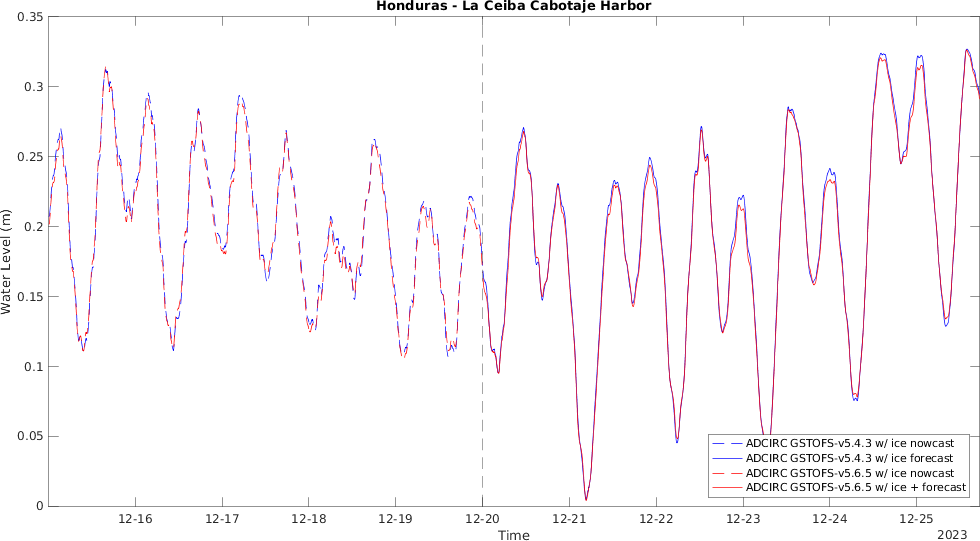 Honduras - La Ceiba Cabotaje Harbor
0.35
0.3
0.25
0.2
0.15
0.1
0.05
0
Water Level (m)
ADCIRC GSTOFS-v5.4.3 w/ ice nowcast
ADCIRC GSTOFS-v5.4.3 w/ ice forecast
ADCIRC GSTOFS-v5.6.5 w/ ice nowcast
ADCIRC GSTOFS-v5.6.5 w/ ice + forecast
12-16 12-17 12-18 12-19 12-20 12-21 12-22 12-23 12-24 12-25
Time
2023